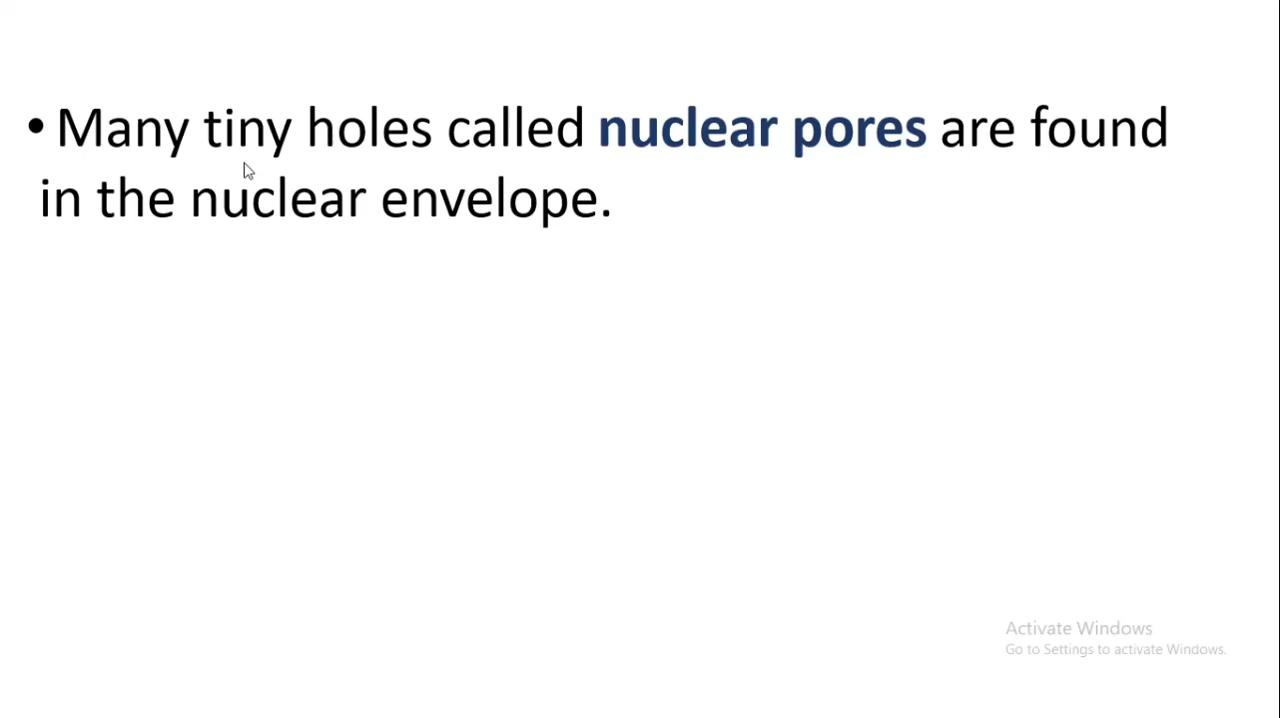 • Many tiny holes called nuclear pores are found
in the nuclear envelope.
Activate Windows
Go to Settings to activate Windows.